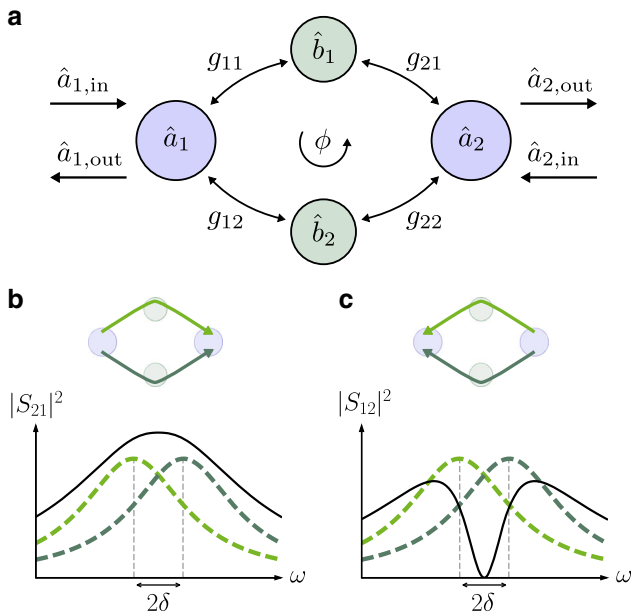 a
b̂₁
g₁₁ g₂₁
â₁,in â₂,out
â₁ ϕ â₂
â₁,out â₂,in
g₁₂ g₂₂
b̂₂
b c
|S₂₁|² |S₁₂|²
ω ω
2δ 2δ